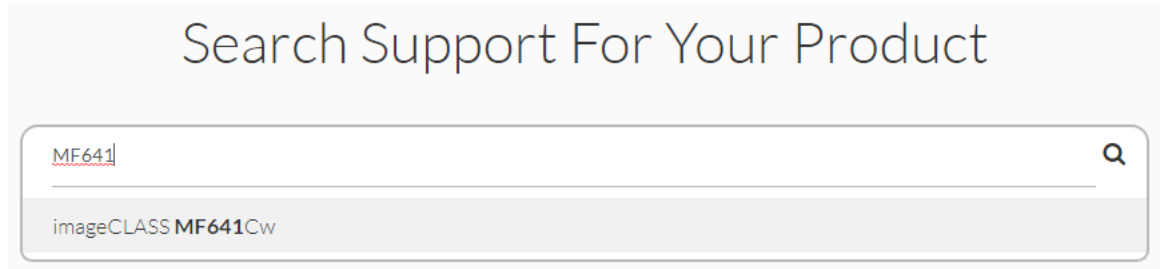 Search Support For Your Product
MF641
imageCLASS MF641Cw